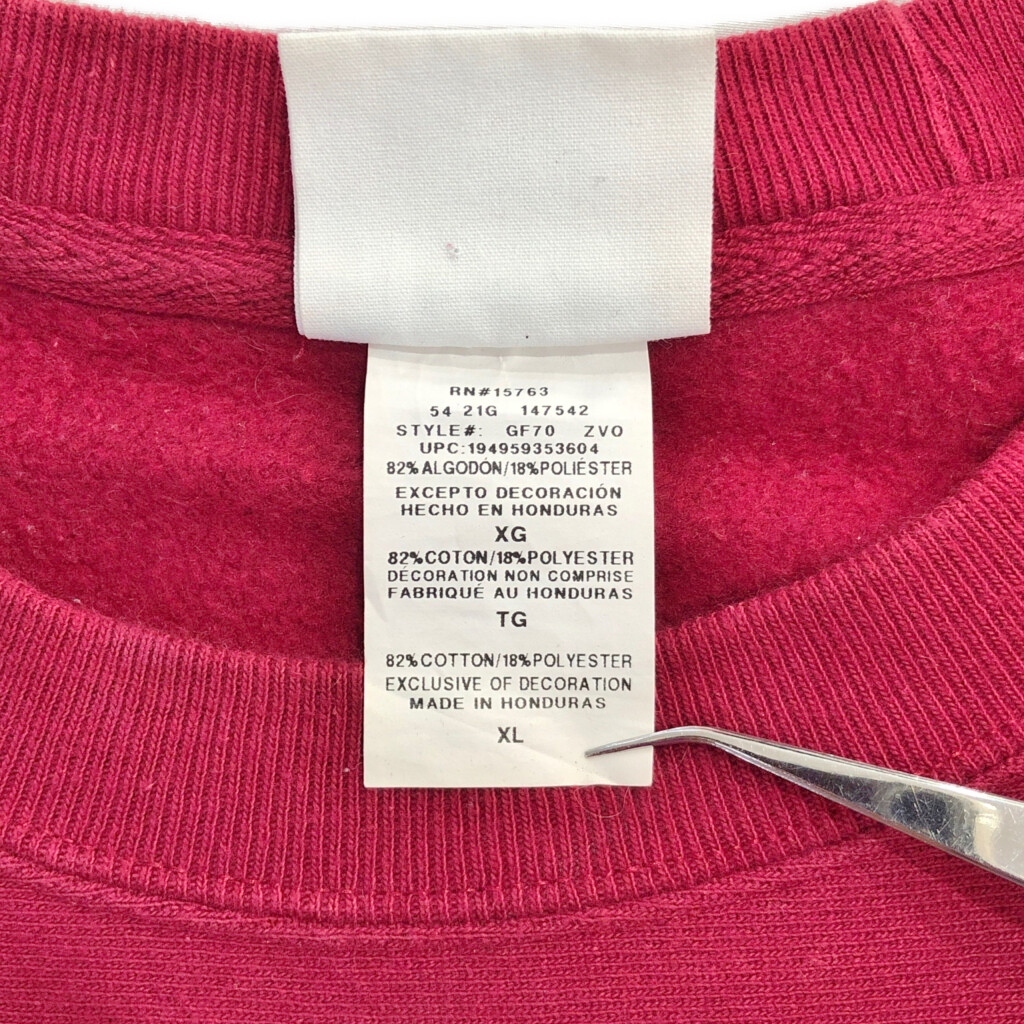 RN#15763
54 21G 147542
STYLE#: GF70 ZVO
UPC:194959353604
82%ALGODÓN/18%POLIÉSTER
EXCEPTO DECORACIÓN
HECHO EN HONDURAS
XG
82%COTON/18%POLYESTER
DÉCORATION NON COMPRISE
FABRIQUÉ AU HONDURAS
TG
82%COTTON/18%POLYESTER
EXCLUSIVE OF DECORATION
MADE IN HONDURAS
XL